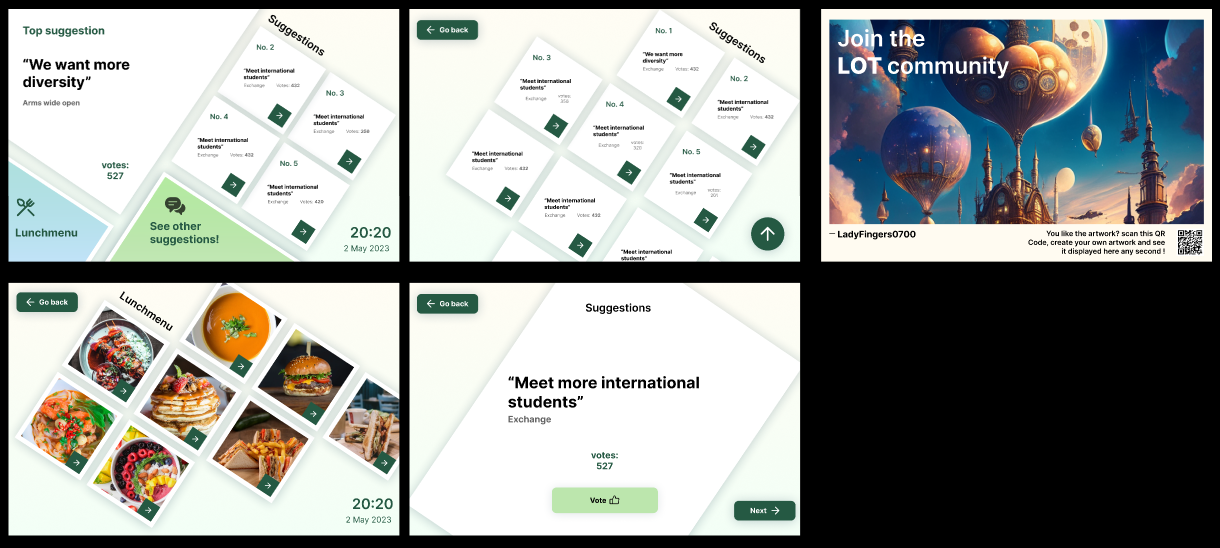 Top suggestion
“We want more
diversity”
Arms wide open
votes:
527
Lunchmenu
See other
suggestions!
Suggestions
No. 2
“Meet international
students”
Exchange Votes: 432
No. 3
“Meet international
students”
Exchange Votes: 359
No. 4
“Meet international
students”
Exchange Votes: 432
No. 5
“Meet international
students”
Exchange Votes: 420
20:20
2 May 2023
Go back
Suggestions
No. 1
“We want more
diversity”
Exchange Votes: 432
No. 3
“Meet international
students”
Exchange votes:
No. 2
“Meet international
students”
Exchange Votes: 432
No. 4
“Meet international
students”
Exchange votes:
320
No. 5
“Meet international
students”
Exchange votes:
201
“Meet international
students”
Exchange Votes: 432
“Meet international
students”
Exchange Votes: 432
“Meet international
students”
Join the
LOT community
– LadyFingers0700
You like the artwork? scan this QR
Code, create your own artwork and see
it displayed here any second !
Go back
Lunchmenu
20:20
2 May 2023
Go back
Suggestions
“Meet more international
students”
Exchange
votes:
527
Vote
Next